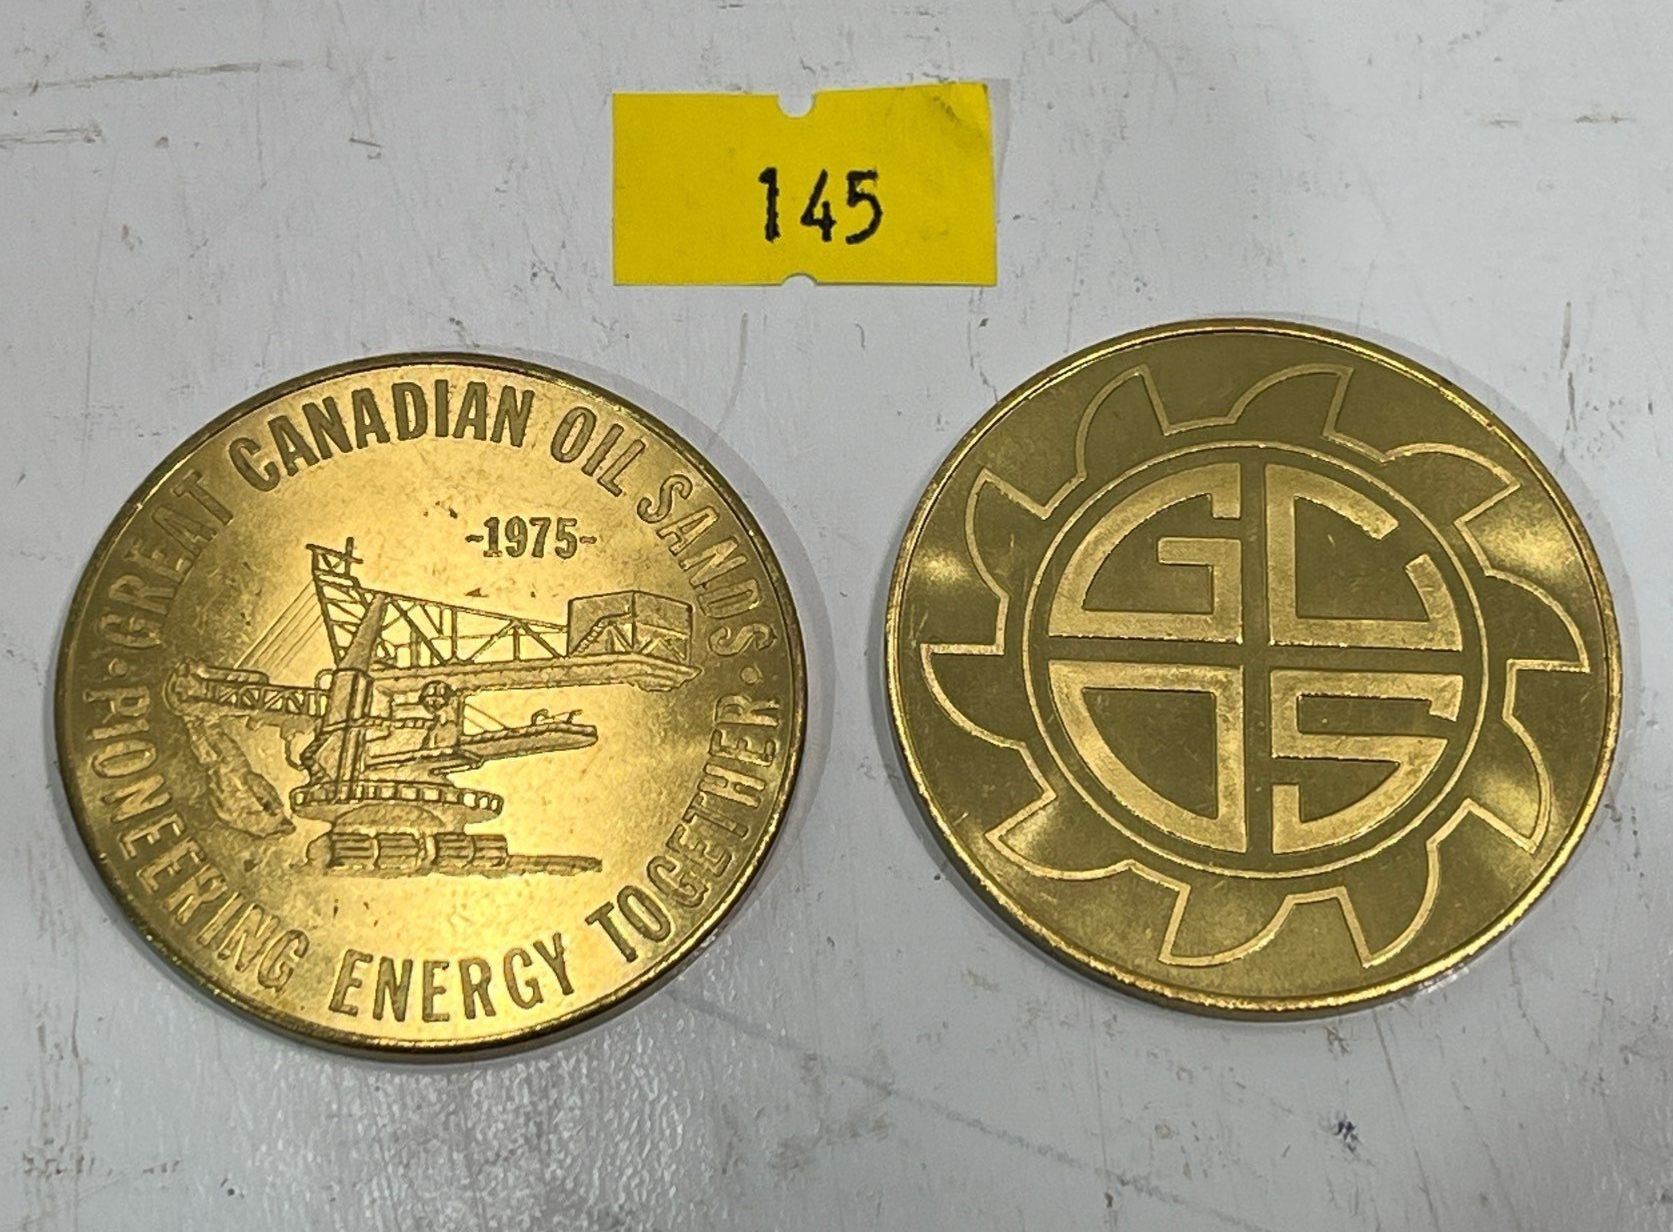 145
GREAT CANADIAN OIL SANDS
-1975-
PIONEERING ENERGY TOGETHER
GC
OS